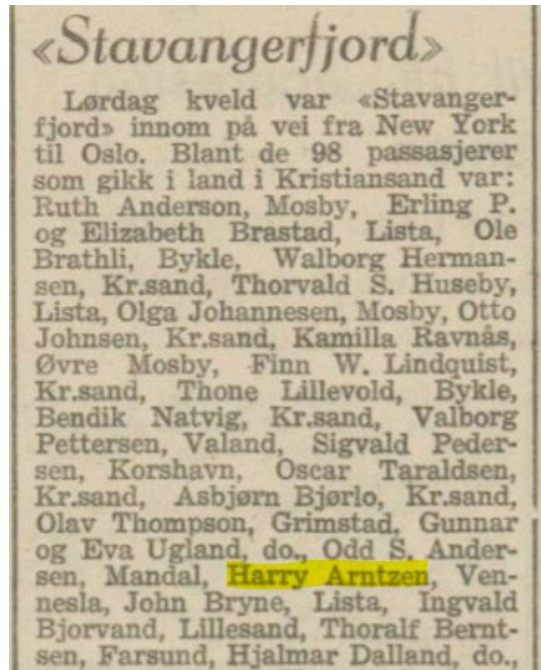 «Stavangerfjord»
Lørdag kveld var «Stavanger-
fjord» innom på vei fra New York
til Oslo. Blant de 98 passasjerer
som gikk i land i Kristiansand var:
Ruth Anderson, Mosby, Erling P.
og Elizabeth Brastad, Lista, Ole
Brathli, Bykle, Walborg Herman-
sen, Kr.sand, Thorvald S. Huseby,
Lista, Olga Johannesen, Mosby, Otto
Johnsen, Kr.sand, Kamilla Ravnås,
Øvre Mosby, Finn W. Lindquist,
Kr.sand, Thone Lillevold, Bykle,
Bendik Natvig, Kr.sand, Valborg
Pettersen, Valand, Sigvald Peder-
sen, Korshavn, Oscar Taraldsen,
Kr.sand, Asbjørn Bjørlo, Kr.sand,
Olav Thompson, Grimstad, Gunnar
og Eva Ugland, do., Odd S. Ander-
sen, Mandal, Harry Arntzen, Ven-
nesla, John Bryne, Lista, Ingvald
Bjorvand, Lillesand, Thoralf Bernt-
sen, Farsund, Hjalmar Dalland, do.,